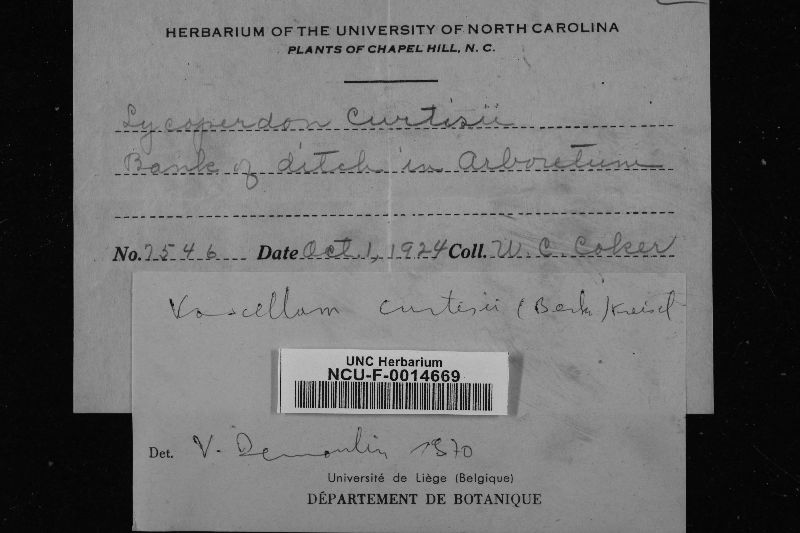 HERBARIUM OF THE UNIVERSITY OF NORTH CAROLINA
PLANTS OF CHAPEL HILL, N. C.
Lycoperdon Curtisii
Bank of ditch in Arboretum
No. 7546 Date Oct. 1, 1924 Coll. W. C. Coker
Vascellum curtisii (Berk.) Kreisel
UNC Herbarium
NCU-F-0014669
Det. V. Demoulin 1970
Université de Liège (Belgique)
DÉPARTEMENT DE BOTANIQUE